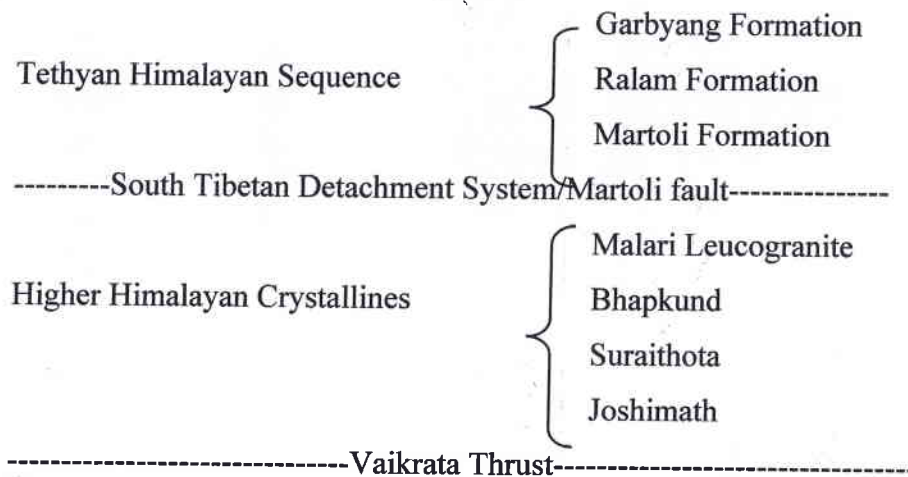 Garbyang Formation
Tethyan Himalayan Sequence
Ralam Formation
Martoli Formation
---------South Tibetan Detachment System/Martoli fault---------------
Malari Leucogranite
Higher Himalayan Crystallines
Bhapkund
Suraithota
Joshimath
--------------------------------Vaikrata Thrust----------------------------------